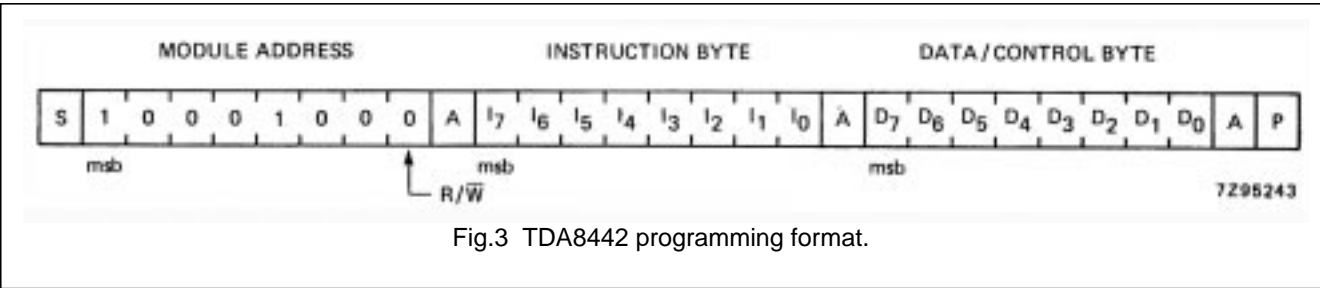 MODULE ADDRESS INSTRUCTION BYTE DATA/CONTROL BYTE
S 1 0 0 0 1 0 0 0 A I7 I6 I5 I4 I3 I2 I1 I0 A D7 D6 D5 D4 D3 D2 D1 D0 A P
msb msb msb
R/W̅ 7Z95243
Fig.3 TDA8442 programming format.